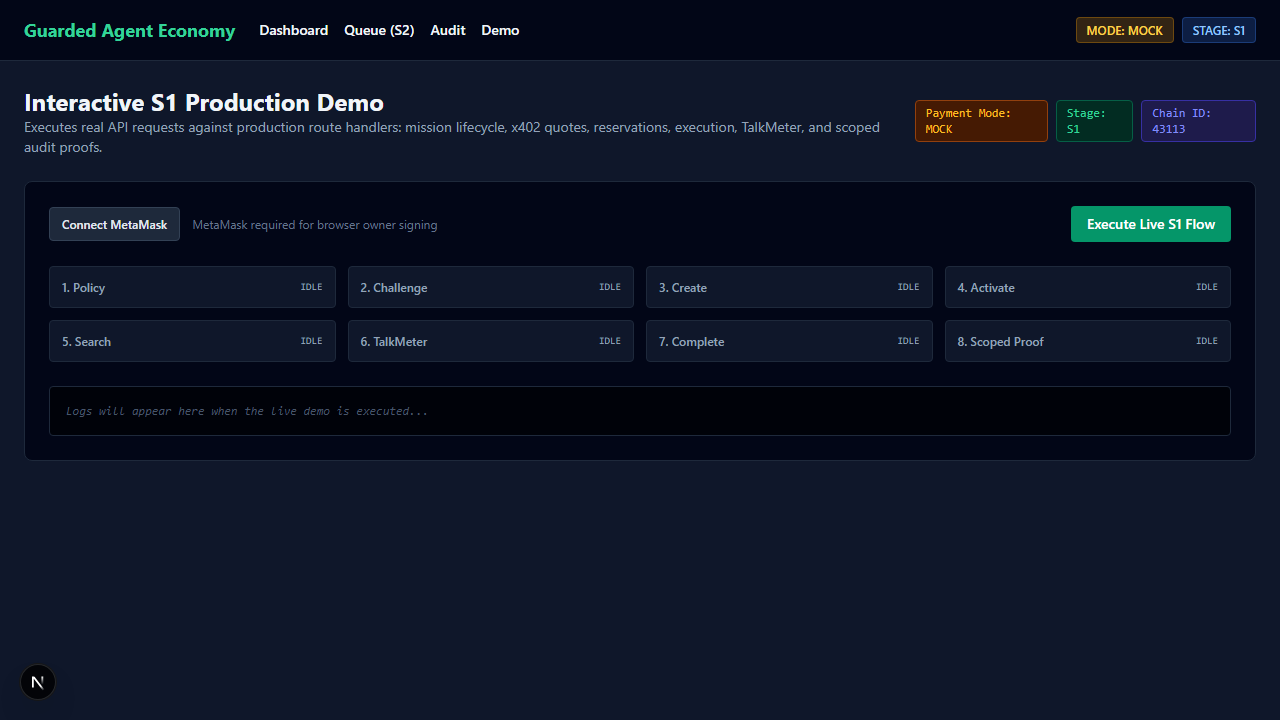 Guarded Agent Economy Dashboard Queue (S2) Audit Demo MODE: MOCK STAGE: S1
Interactive S1 Production Demo
Executes real API requests against production route handlers: mission lifecycle, x402 quotes, reservations, execution, TalkMeter, and scoped
audit proofs.
Payment Mode:
MOCK
Stage:
S1
Chain ID:
43113
Connect MetaMask MetaMask required for browser owner signing Execute Live S1 Flow
1. Policy IDLE 2. Challenge IDLE 3. Create IDLE 4. Activate IDLE
5. Search IDLE 6. TalkMeter IDLE 7. Complete IDLE 8. Scoped Proof IDLE
Logs will appear here when the live demo is executed...
N